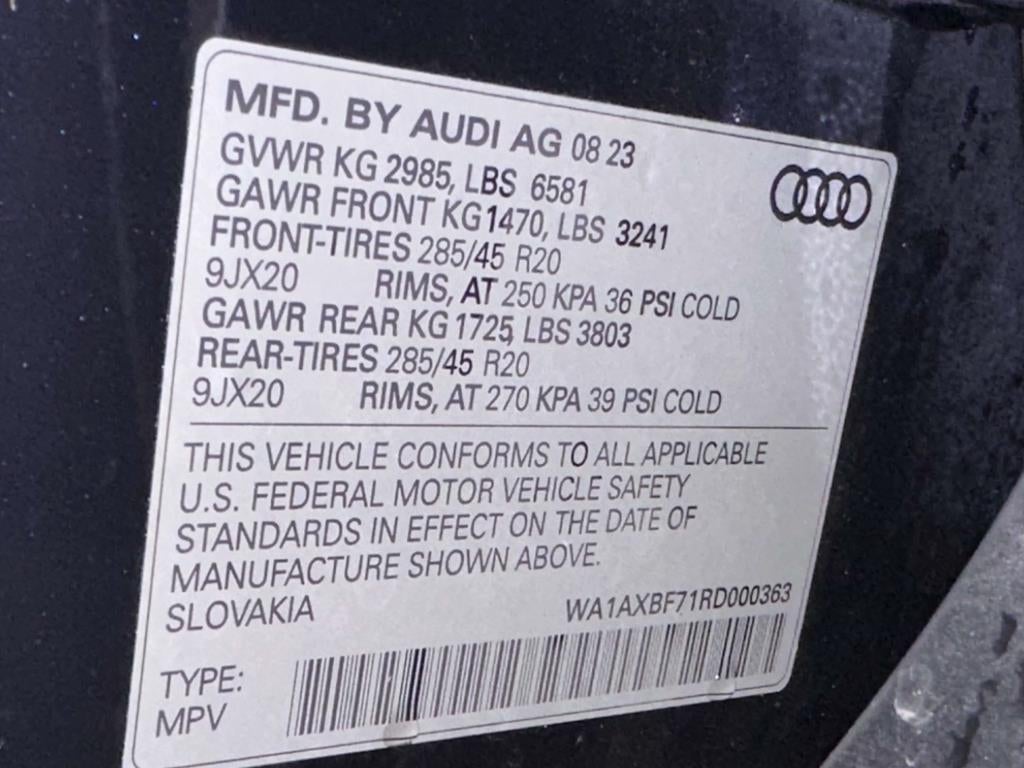 MFD. BY AUDI AG 08 23
GVWR KG 2985, LBS 6581
GAWR FRONT KG1470, LBS 3241
FRONT-TIRES 285/45 R20
9JX20 RIMS, AT 250 KPA 36 PSI COLD
GAWR REAR KG 1725, LBS 3803
REAR-TIRES 285/45 R20
9JX20 RIMS, AT 270 KPA 39 PSI COLD
THIS VEHICLE CONFORMS TO ALL APPLICABLE
U.S. FEDERAL MOTOR VEHICLE SAFETY
STANDARDS IN EFFECT ON THE DATE OF
MANUFACTURE SHOWN ABOVE.
SLOVAKIA WA1AXBF71RD000363
TYPE:
MPV